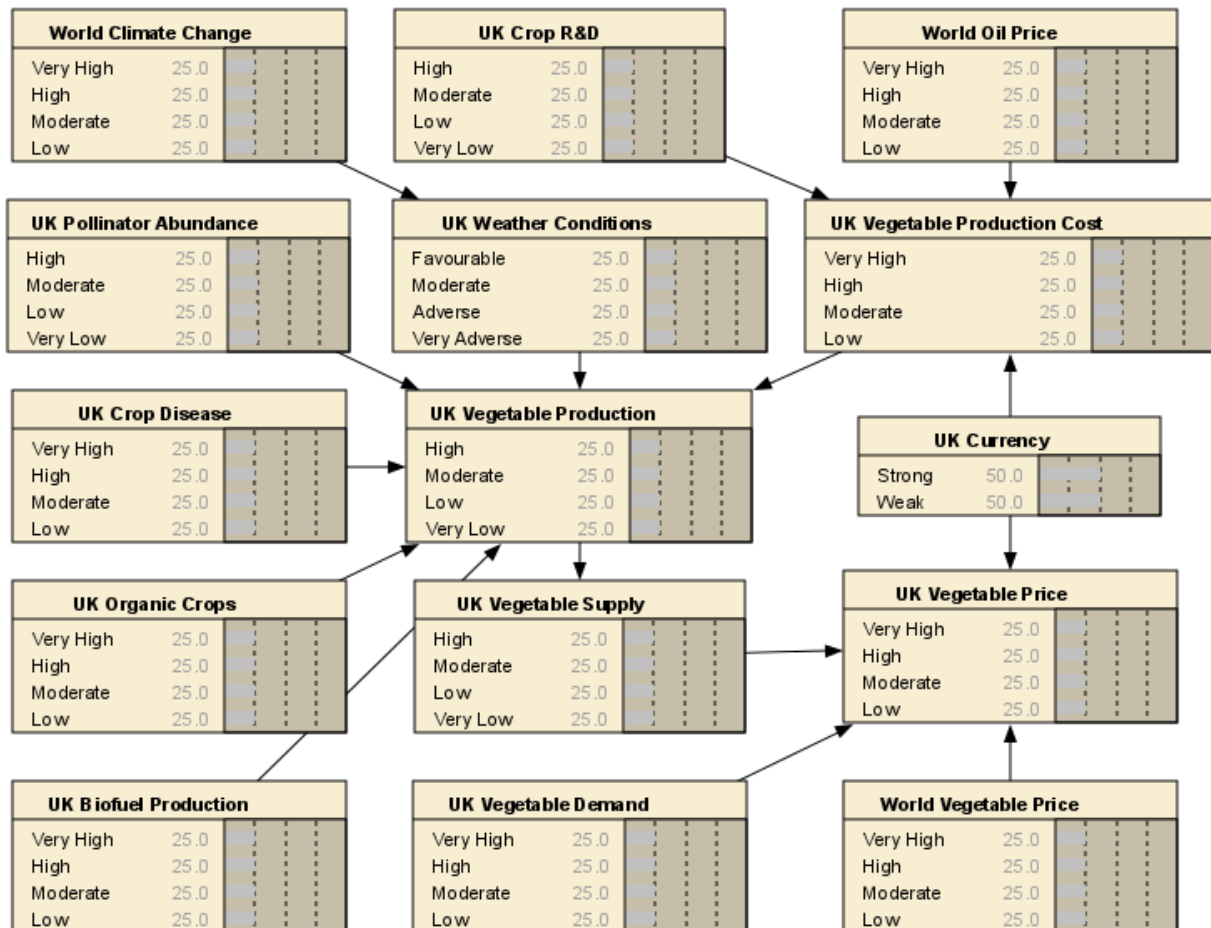 World Climate Change
Very High 25.0
High 25.0
Moderate 25.0
Low 25.0
UK Crop R&D
High 25.0
Moderate 25.0
Low 25.0
Very Low 25.0
World Oil Price
Very High 25.0
High 25.0
Moderate 25.0
Low 25.0
UK Pollinator Abundance
High 25.0
Moderate 25.0
Low 25.0
Very Low 25.0
UK Weather Conditions
Favourable 25.0
Moderate 25.0
Adverse 25.0
Very Adverse 25.0
UK Vegetable Production Cost
Very High 25.0
High 25.0
Moderate 25.0
Low 25.0
UK Crop Disease
Very High 25.0
High 25.0
Moderate 25.0
Low 25.0
UK Vegetable Production
High 25.0
Moderate 25.0
Low 25.0
Very Low 25.0
UK Currency
Strong 50.0
Weak 50.0
UK Organic Crops
Very High 25.0
High 25.0
Moderate 25.0
Low 25.0
UK Vegetable Supply
High 25.0
Moderate 25.0
Low 25.0
Very Low 25.0
UK Vegetable Price
Very High 25.0
High 25.0
Moderate 25.0
Low 25.0
UK Biofuel Production
Very High 25.0
High 25.0
Moderate 25.0
Low 25.0
UK Vegetable Demand
Very High 25.0
High 25.0
Moderate 25.0
Low 25.0
World Vegetable Price
Very High 25.0
High 25.0
Moderate 25.0
Low 25.0